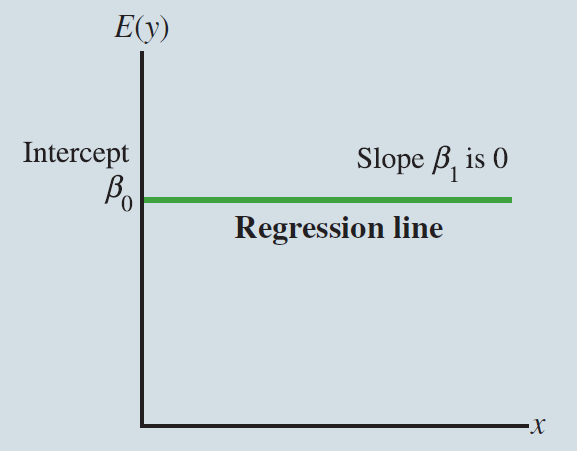 E(y)
Intercept
β₀
Slope β₁ is 0
Regression line
x